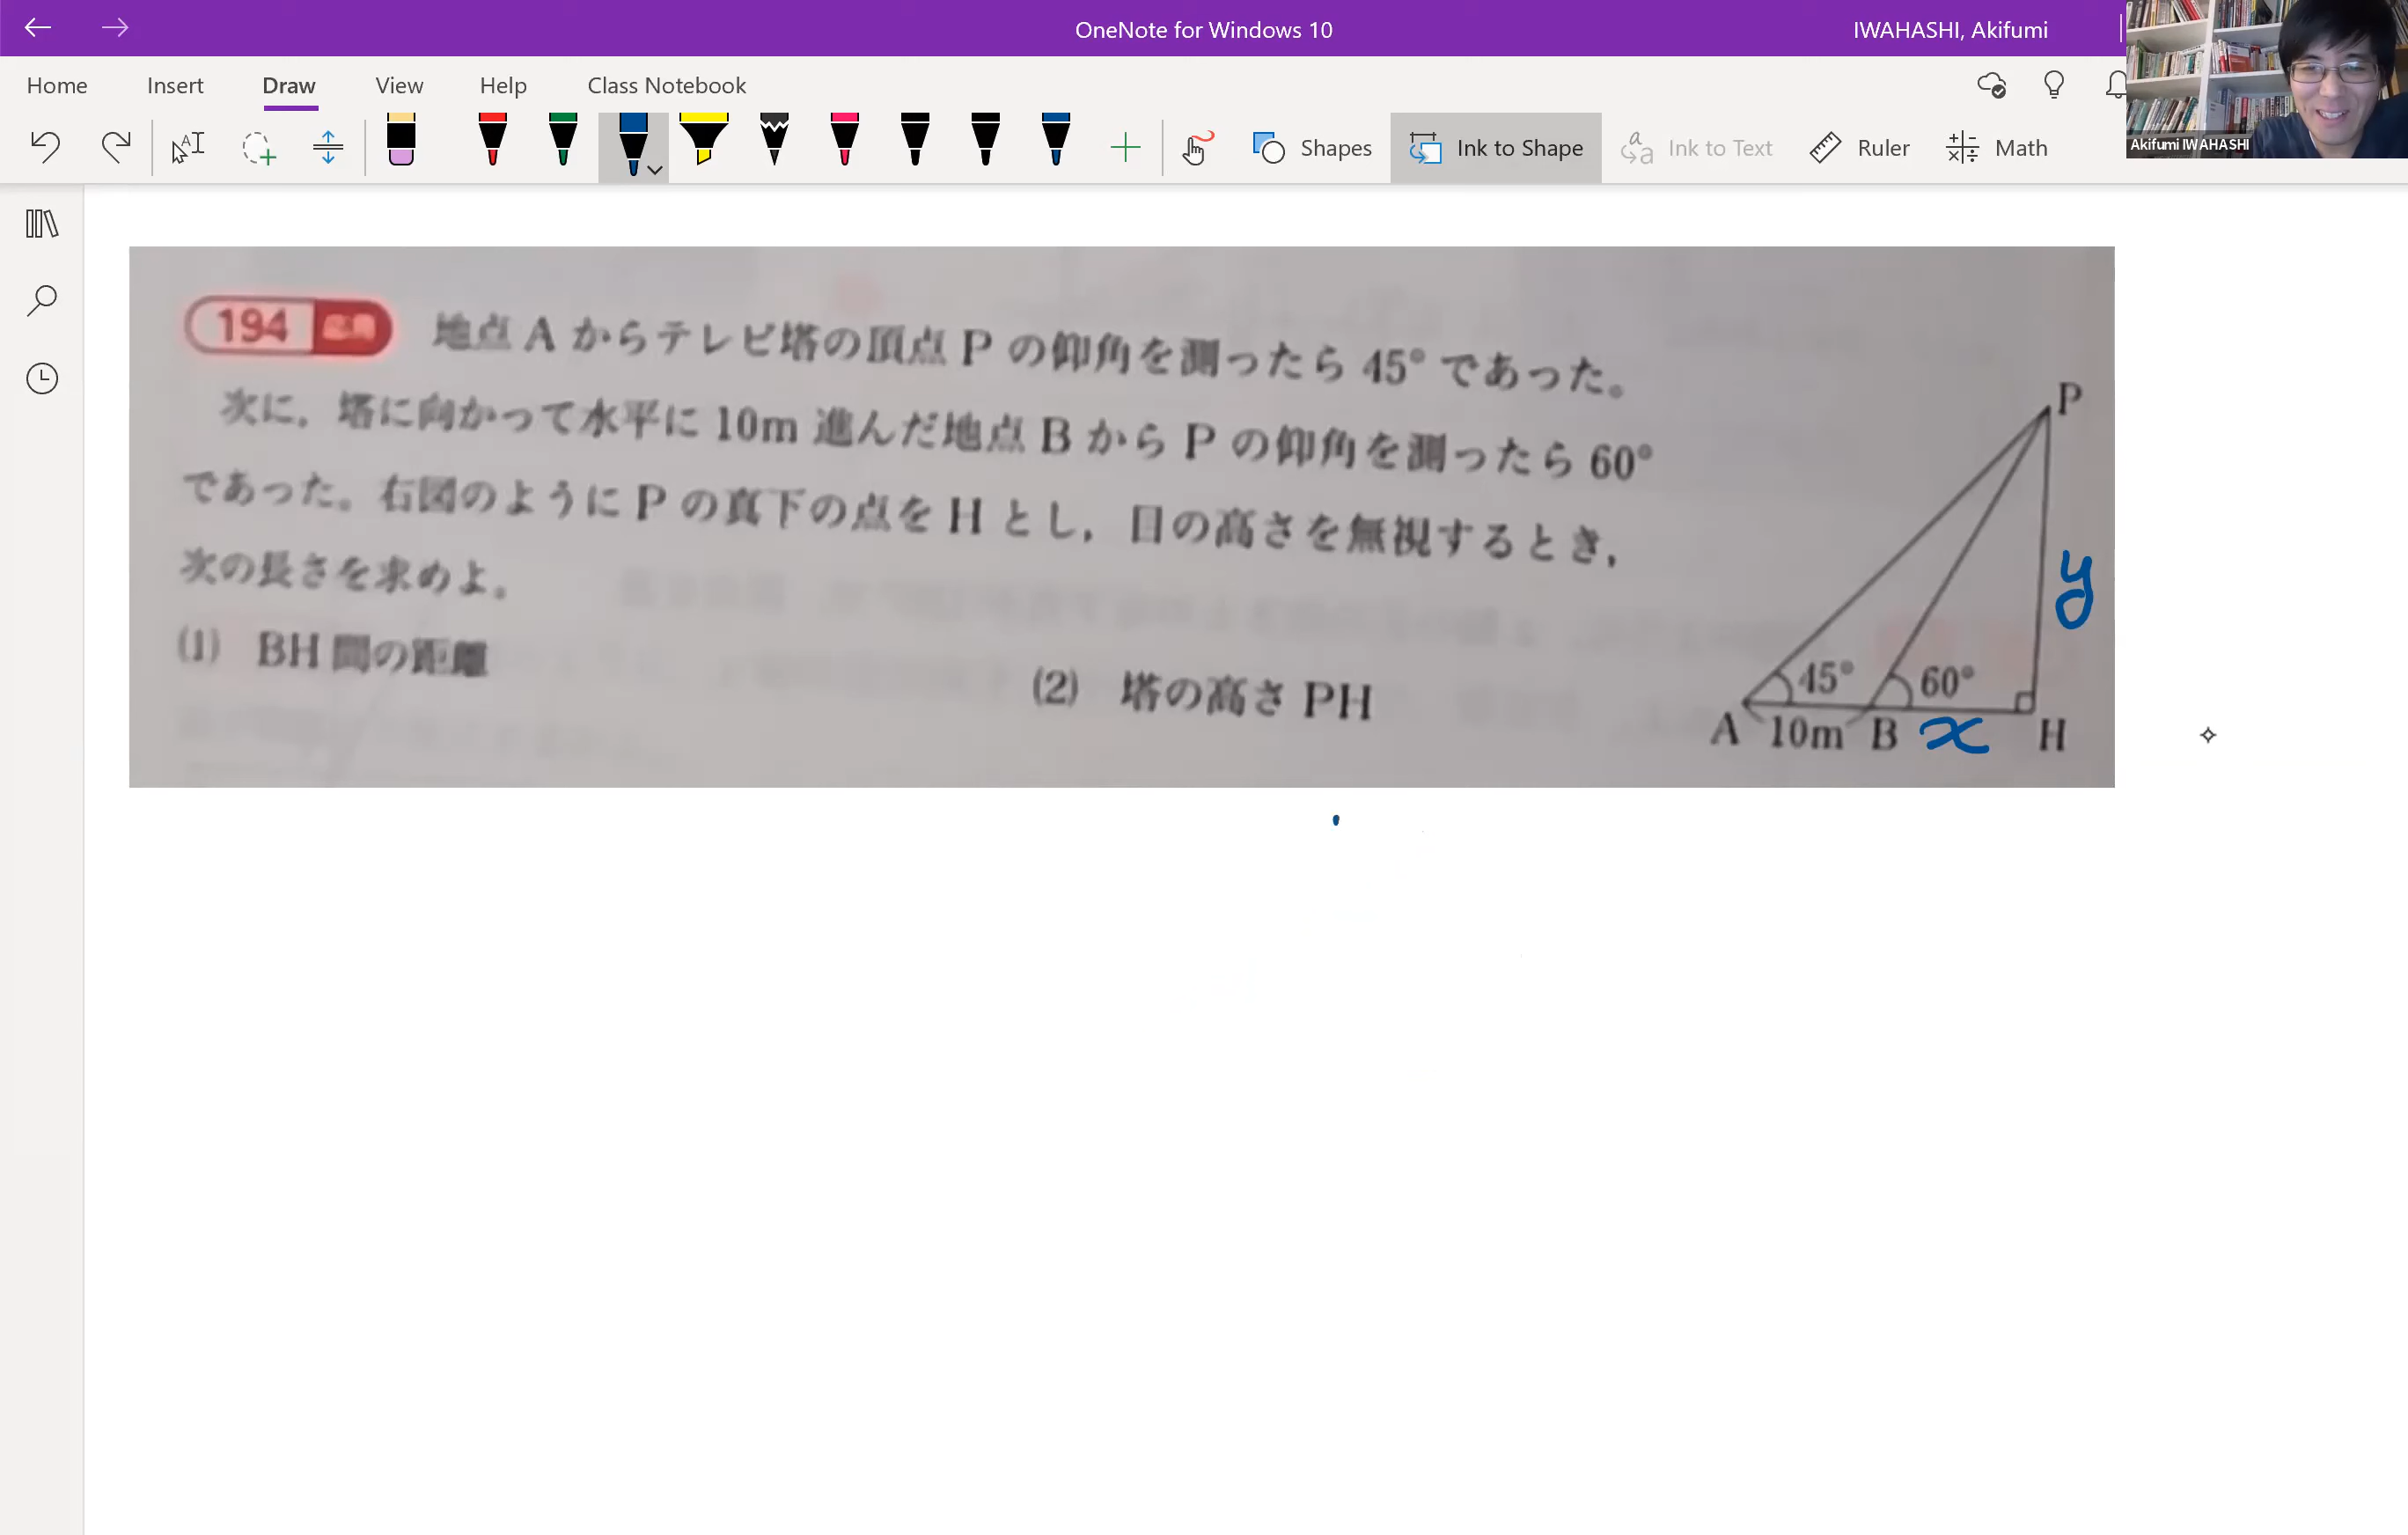 OneNote for Windows 10
IWAHASHI, Akifumi
Home Insert Draw View Help Class Notebook
Shapes Ink to Shape Ink to Text Ruler Math
Akifumi IWAHASHI
194 地点 A からテレビ塔の頂点 P の仰角を測ったら 45° であった。
次に，塔に向かって水平に 10m 進んだ地点 B から P の仰角を測ったら 60°
であった。右図のように P の真下の点を H とし，目の高さを無視するとき，
次の長さを求めよ。
(1) BH 間の距離
(2) 塔の高さ PH
P
y
45° 60°
A 10m B x H